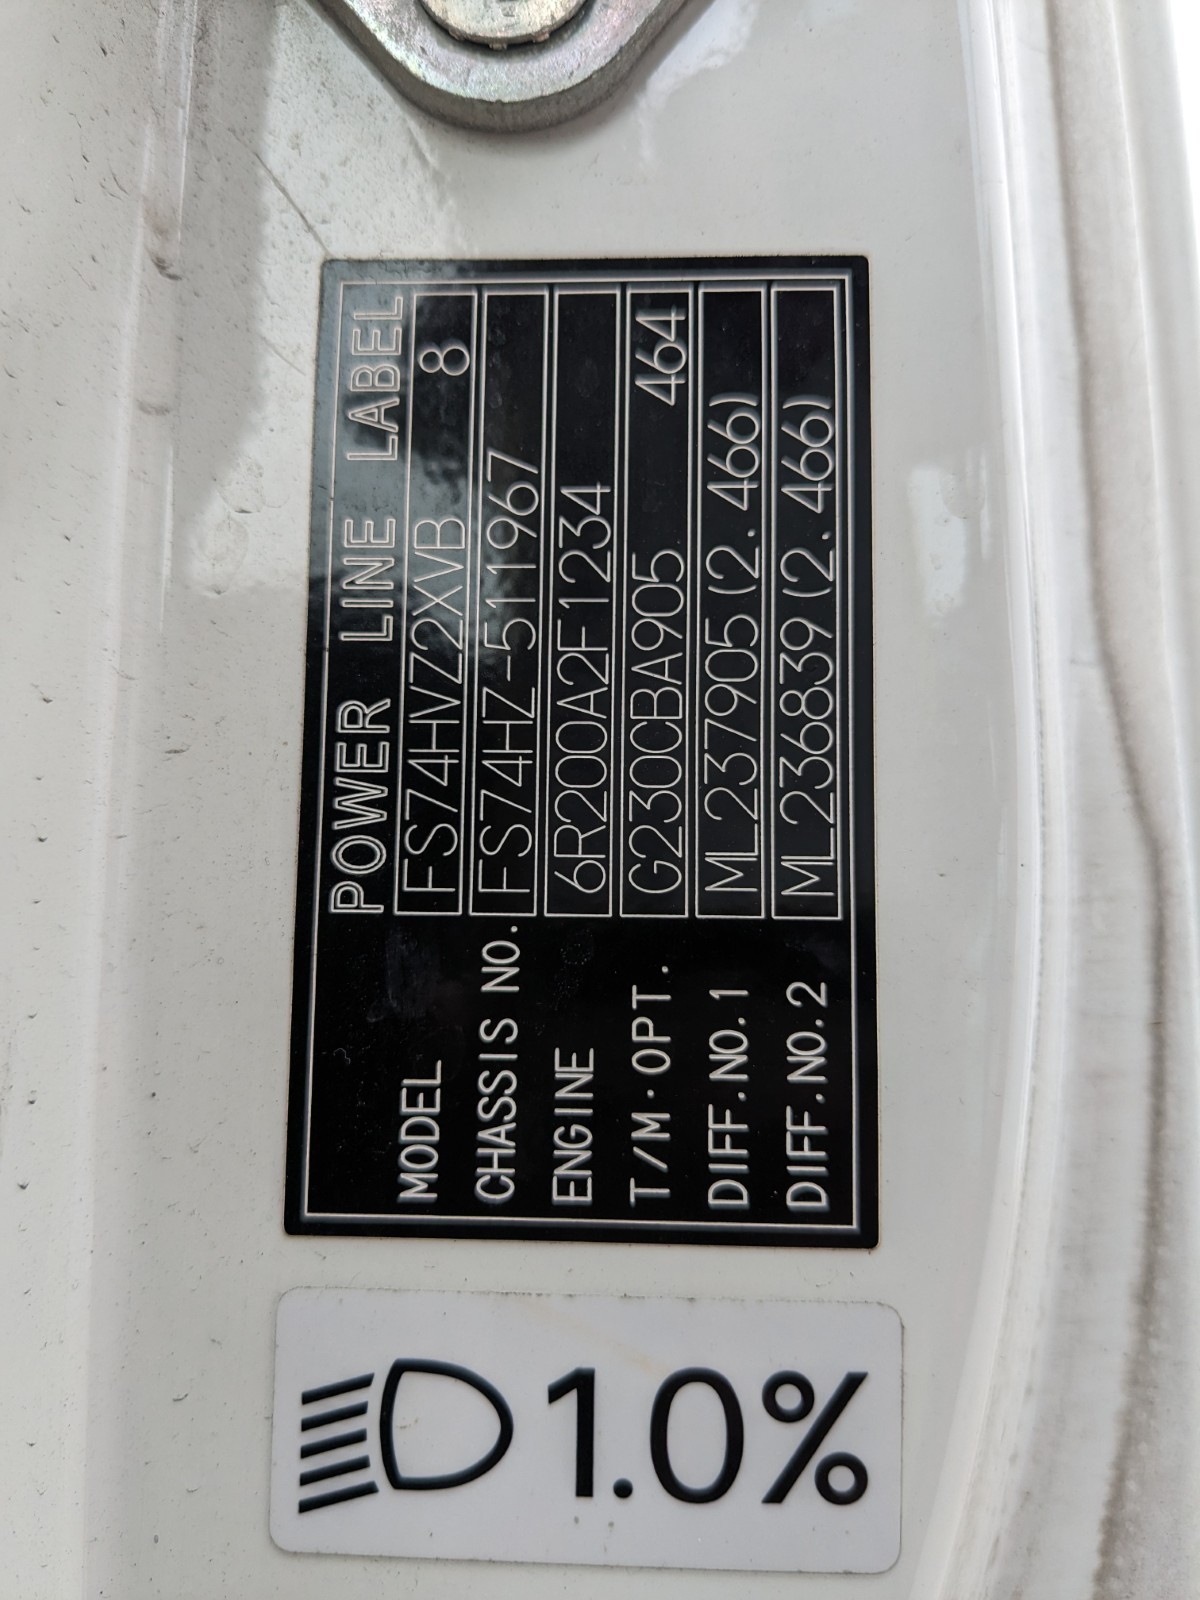 POWER LINE LABEL
MODEL FS74HVZ2XVB 8
CHASSIS NO. FS74HZ-511967
ENGINE 6R200A2F1234
T/M·OPT. G230CBA905 464
DIFF.NO.1 ML237905(2.466)
DIFF.NO.2 ML236839(2.466)
1.0%